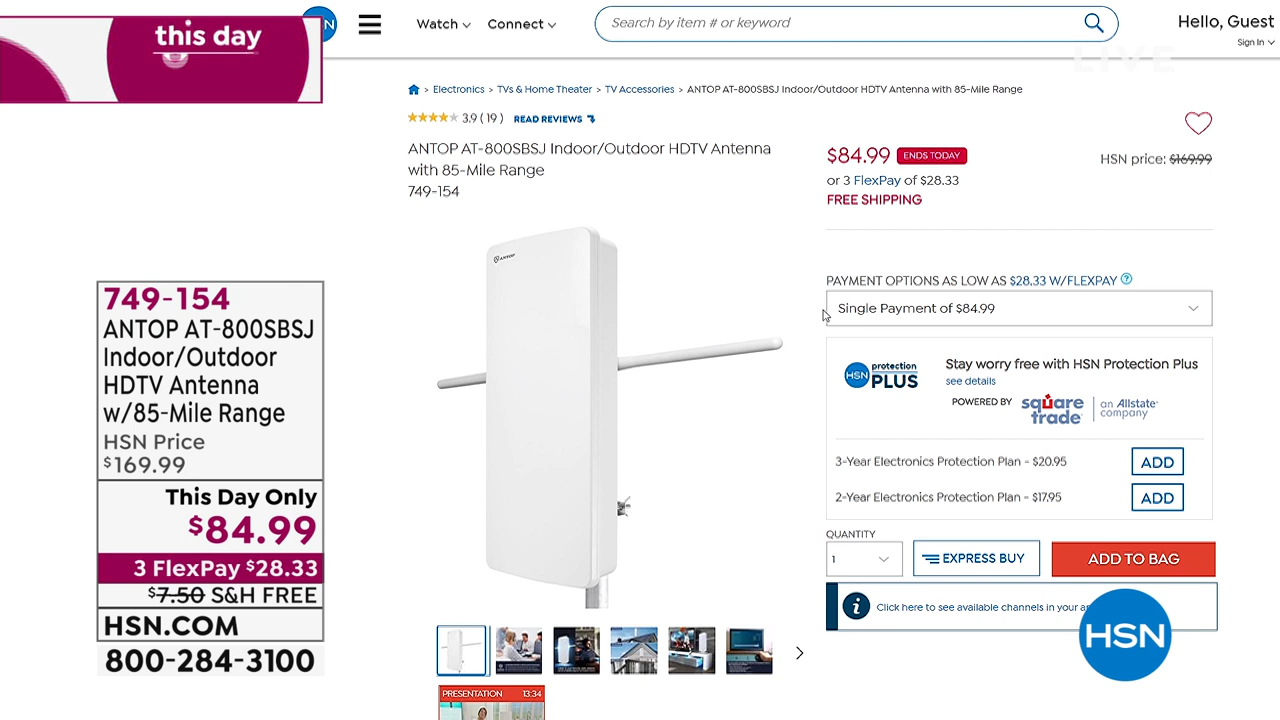 this day
N
Watch
Connect
Search by item # or keyword
Hello, Guest
Sign In
LIVE
> Electronics > TVs & Home Theater > TV Accessories > ANTOP AT-800SBSJ Indoor/Outdoor HDTV Antenna with 85-Mile Range
3.9 ( 19 ) READ REVIEWS
ANTOP AT-800SBSJ Indoor/Outdoor HDTV Antenna
with 85-Mile Range
749-154
$84.99 ENDS TODAY
HSN price: $169.99
or 3 FlexPay of $28.33
FREE SHIPPING
ANTOP
PAYMENT OPTIONS AS LOW AS $28.33 W/FLEXPAY ?
Single Payment of $84.99
HSN protection PLUS
Stay worry free with HSN Protection Plus
see details
POWERED BY square trade an Allstate company
3-Year Electronics Protection Plan - $20.95 ADD
2-Year Electronics Protection Plan - $17.95 ADD
QUANTITY
1
EXPRESS BUY
ADD TO BAG
i Click here to see available channels in your
HSN
PRESENTATION 13:34
749-154
ANTOP AT-800SBSJ
Indoor/Outdoor
HDTV Antenna
w/85-Mile Range
HSN Price
$169.99
This Day Only
$84.99
3 FlexPay $28.33
$7.50 S&H FREE
HSN.COM
800-284-3100